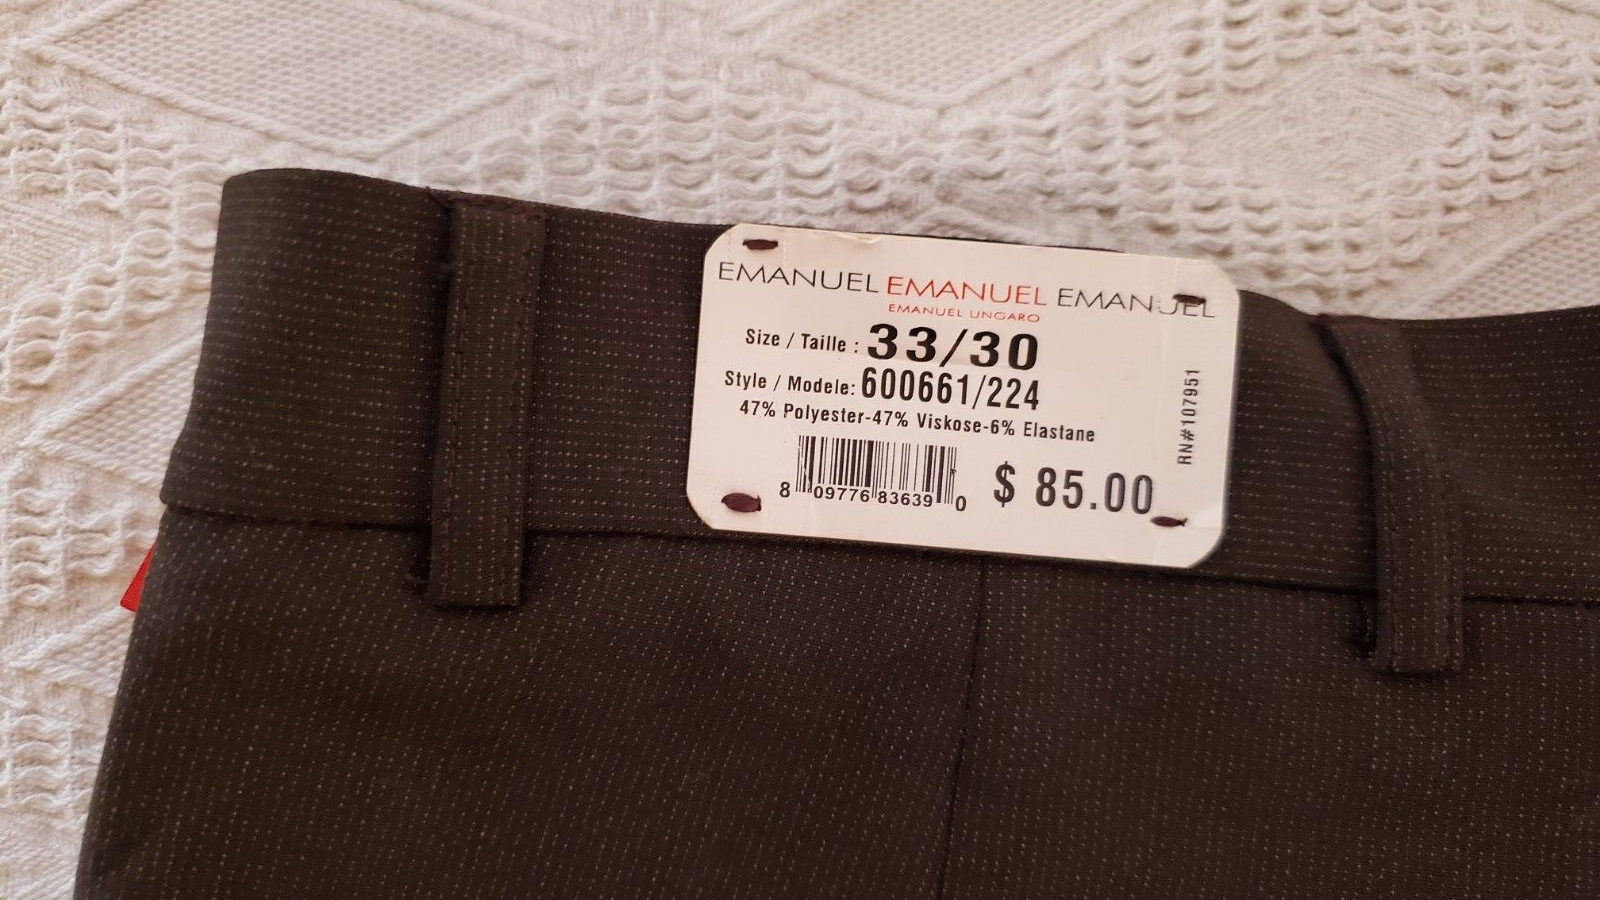 EMANUEL EMANUEL EMANUEL
EMANUEL UNGARO
Size / Taille : 33/30
Style / Modele: 600661/224
47% Polyester-47% Viskose-6% Elastane
8 09776 83639 0
$ 85.00
RN#107951